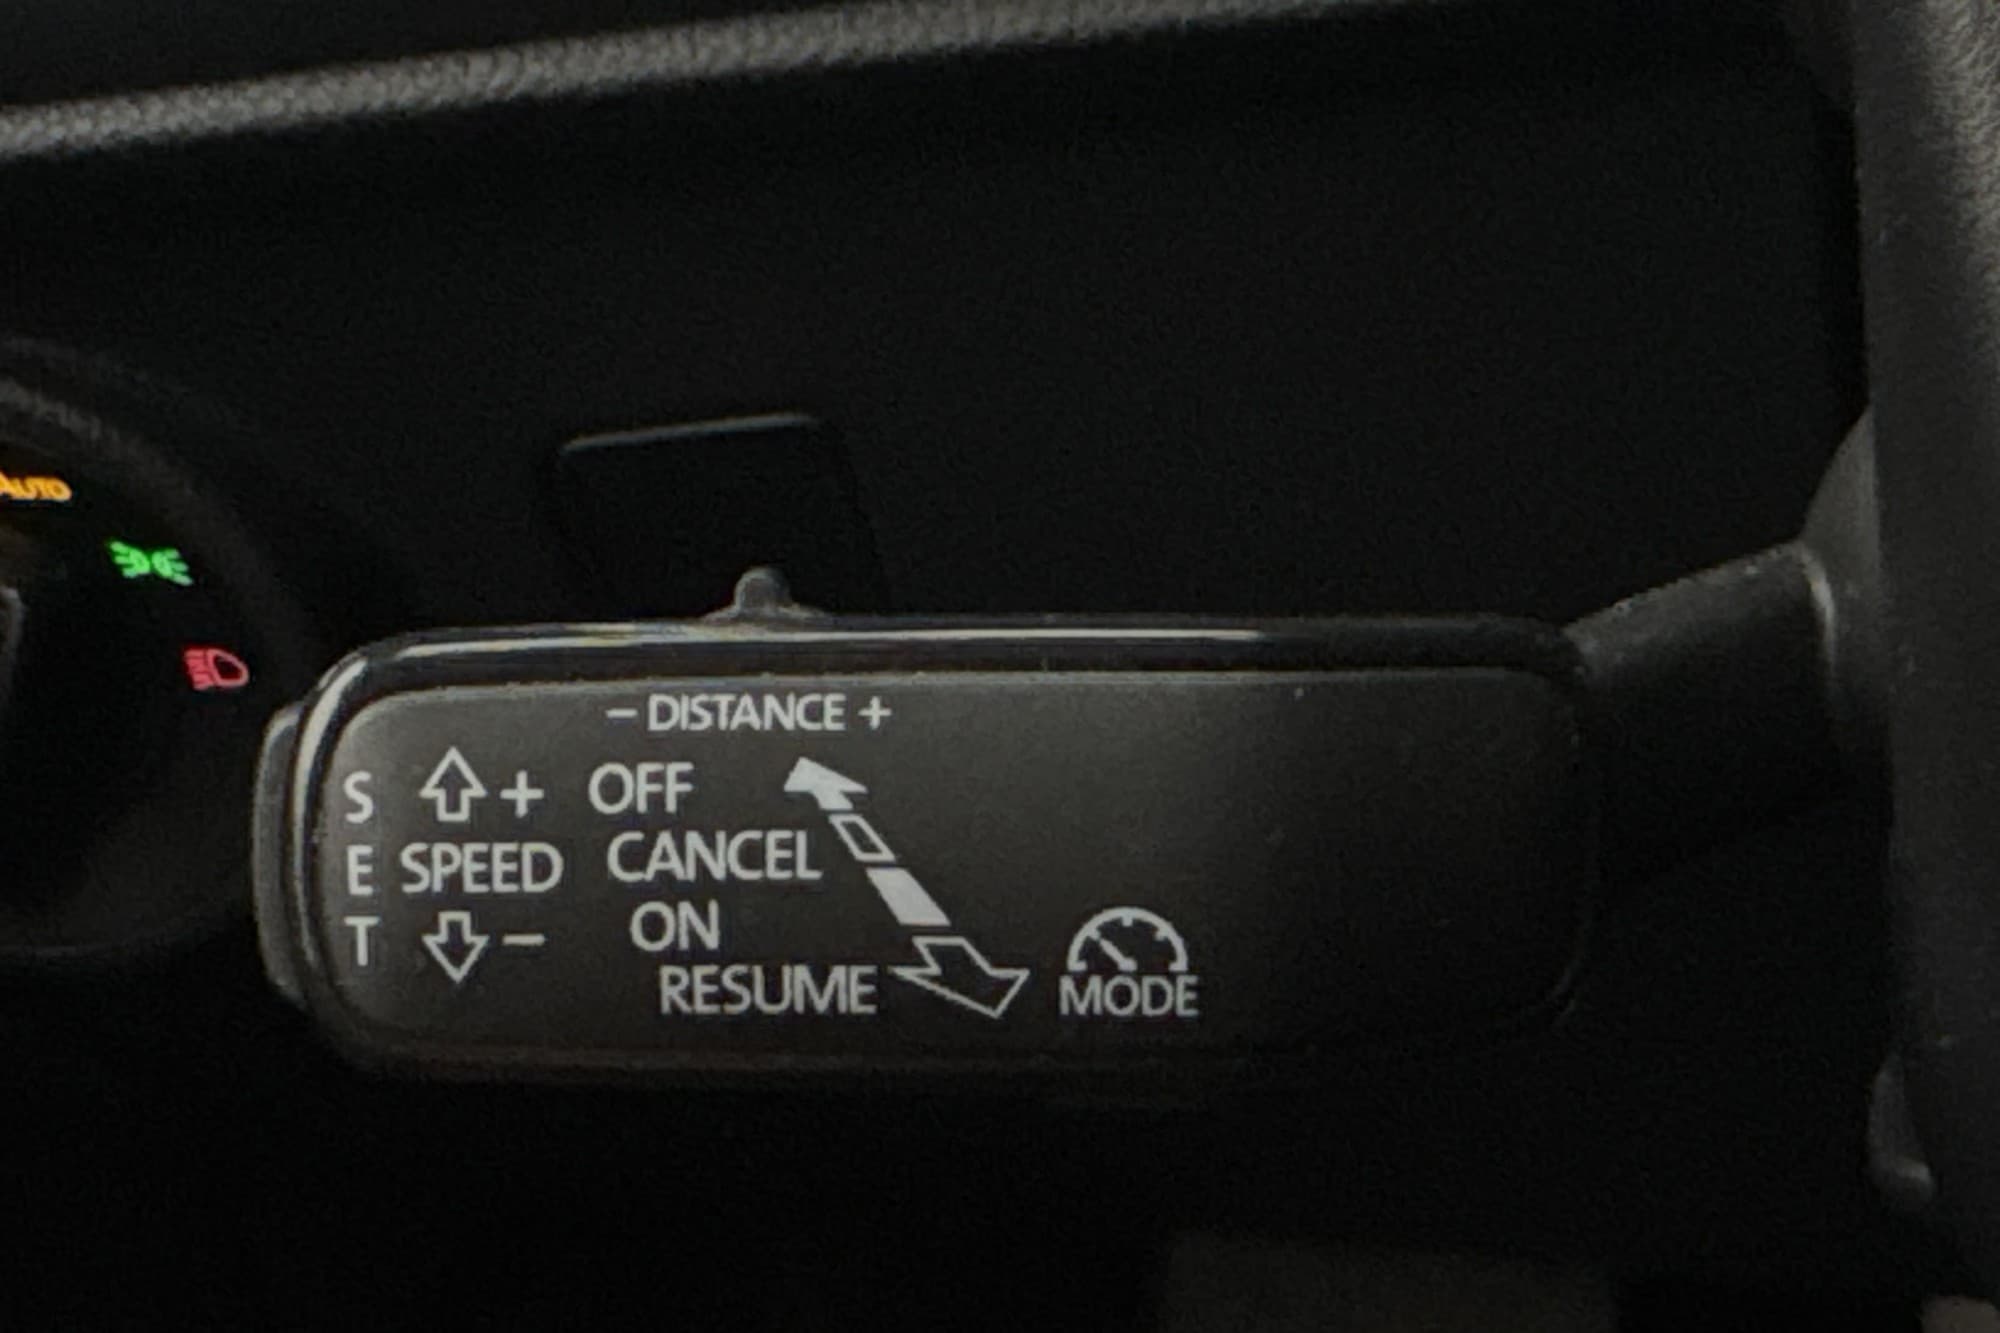 AUTO
– DISTANCE +
S + OFF
E SPEED CANCEL
T – ON
RESUME
MODE